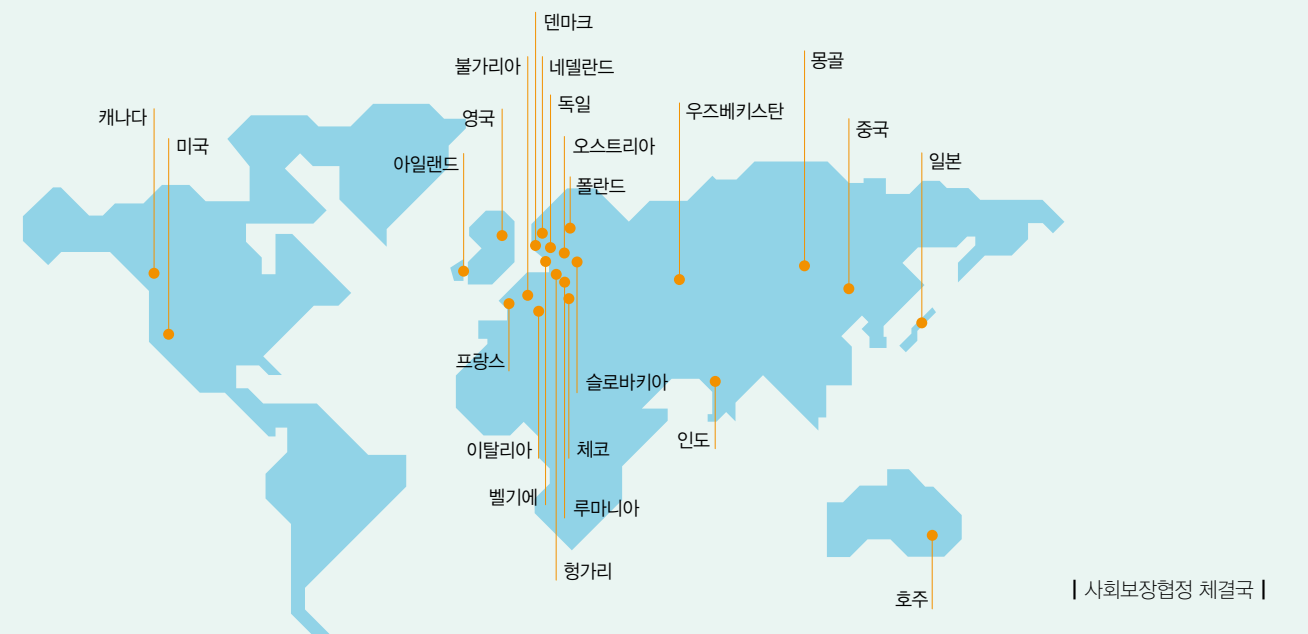 덴마크
불가리아
네델란드
몽골
독일
우즈베키스탄
캐나다
영국
중국
미국
오스트리아
아일랜드
일본
폴란드
프랑스
슬로바키아
인도
이탈리아
체코
벨기에
루마니아
헝가리
호주
| 사회보장협정 체결국 |